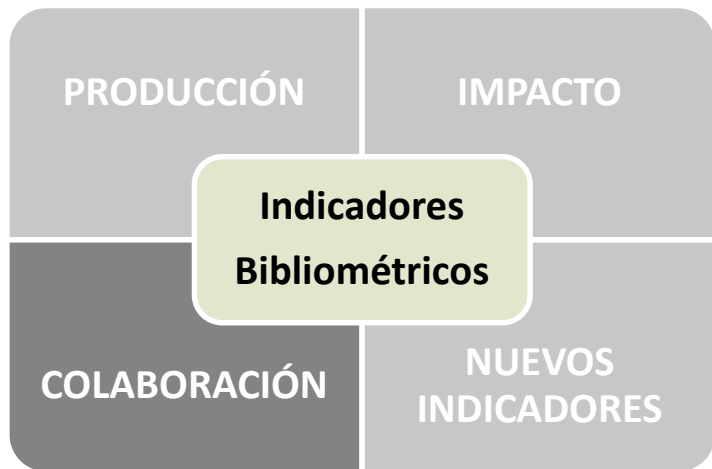 PRODUCCIÓN
IMPACTO
Indicadores
Bibliométricos
COLABORACIÓN
NUEVOS
INDICADORES